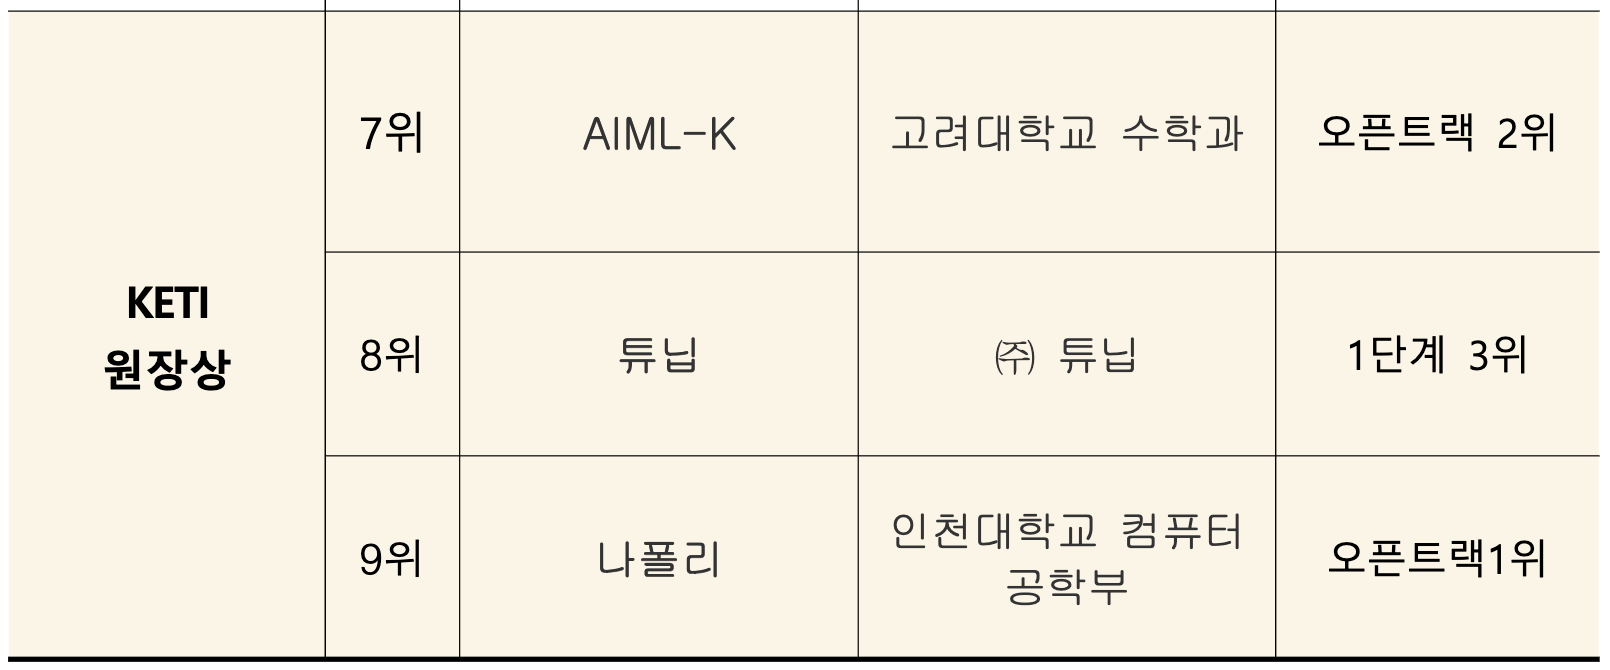 7위 AIML-K 고려대학교 수학과 오픈트랙 2위
KETI
원장상
8위 튜닙 ㈜ 튜닙 1단계 3위
9위 나폴리 인천대학교 컴퓨터
공학부 오픈트랙1위